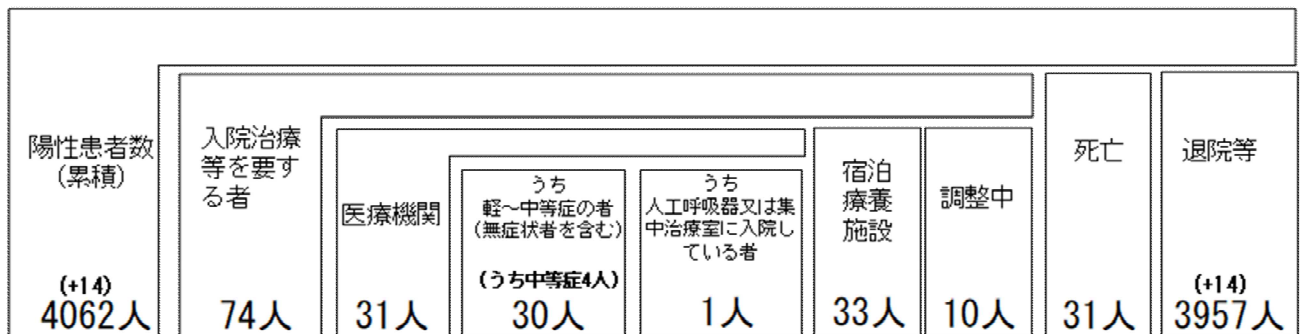 陽性患者数
(累積)
(+14)
4062人
入院治療
等を要す
る者
74人
医療機関
31人
うち
軽～中等症の者
(無症状者を含む)
(うち中等症4人)
30人
うち
人工呼吸器又は集
中治療室に入院し
ている者
1人
宿泊
療養
施設
33人
調整中
10人
死亡
31人
退院等
(+14)
3957人